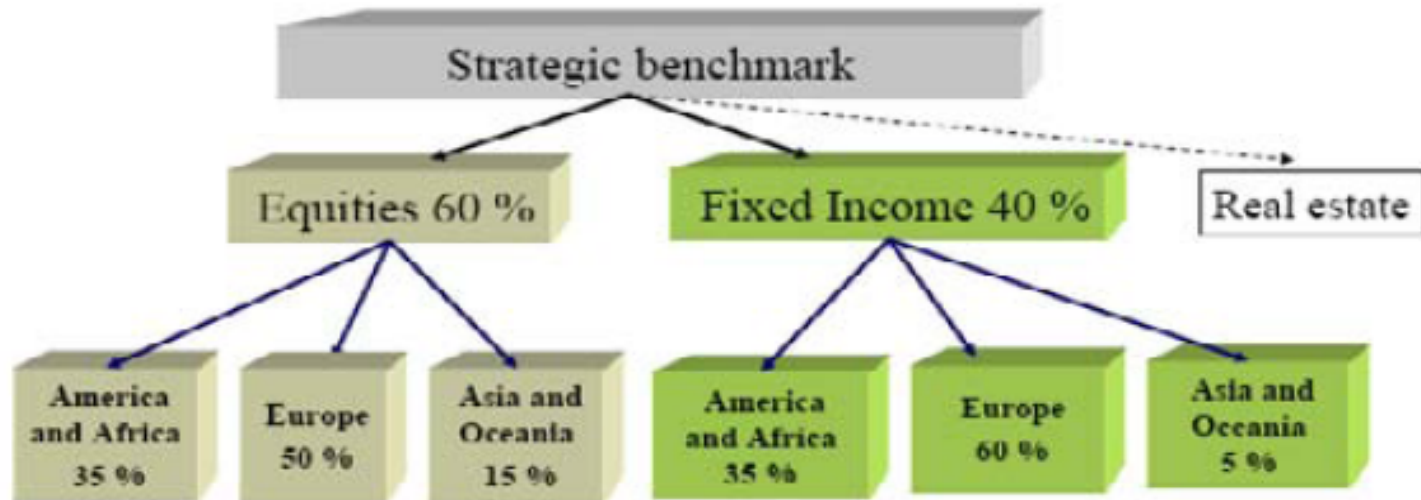 Strategic benchmark
Equities 60 %
Fixed Income 40 %
Real estate
America
and Africa
35 %
Europe
50 %
Asia and
Oceania
15 %
America
and Africa
35 %
Europe
60 %
Asia and
Oceania
5 %